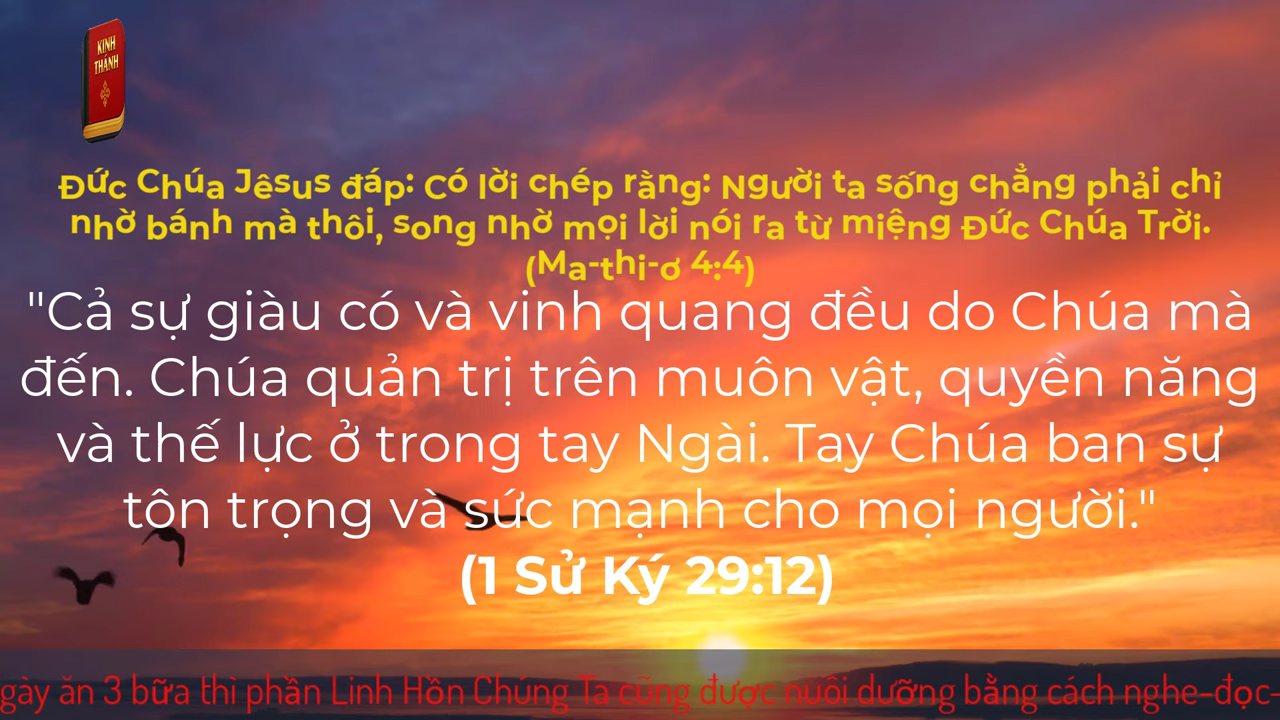 KINH
THÁNH
Đức Chúa Jêsus đáp: Có lời chép rằng: Người ta sống chẳng phải chỉ
nhờ bánh mà thôi, song nhờ mọi lời nói ra từ miệng Đức Chúa Trời.
(Ma-thi-ơ 4:4)
"Cả sự giàu có và vinh quang đều do Chúa mà
đến. Chúa quản trị trên muôn vật, quyền năng
và thế lực ở trong tay Ngài. Tay Chúa ban sự
tôn trọng và sức mạnh cho mọi người."
(1 Sử Ký 29:12)
gày ăn 3 bữa thì phần Linh Hồn Chúng Ta cũng được nuôi dưỡng bằng cách nghe-đọc-